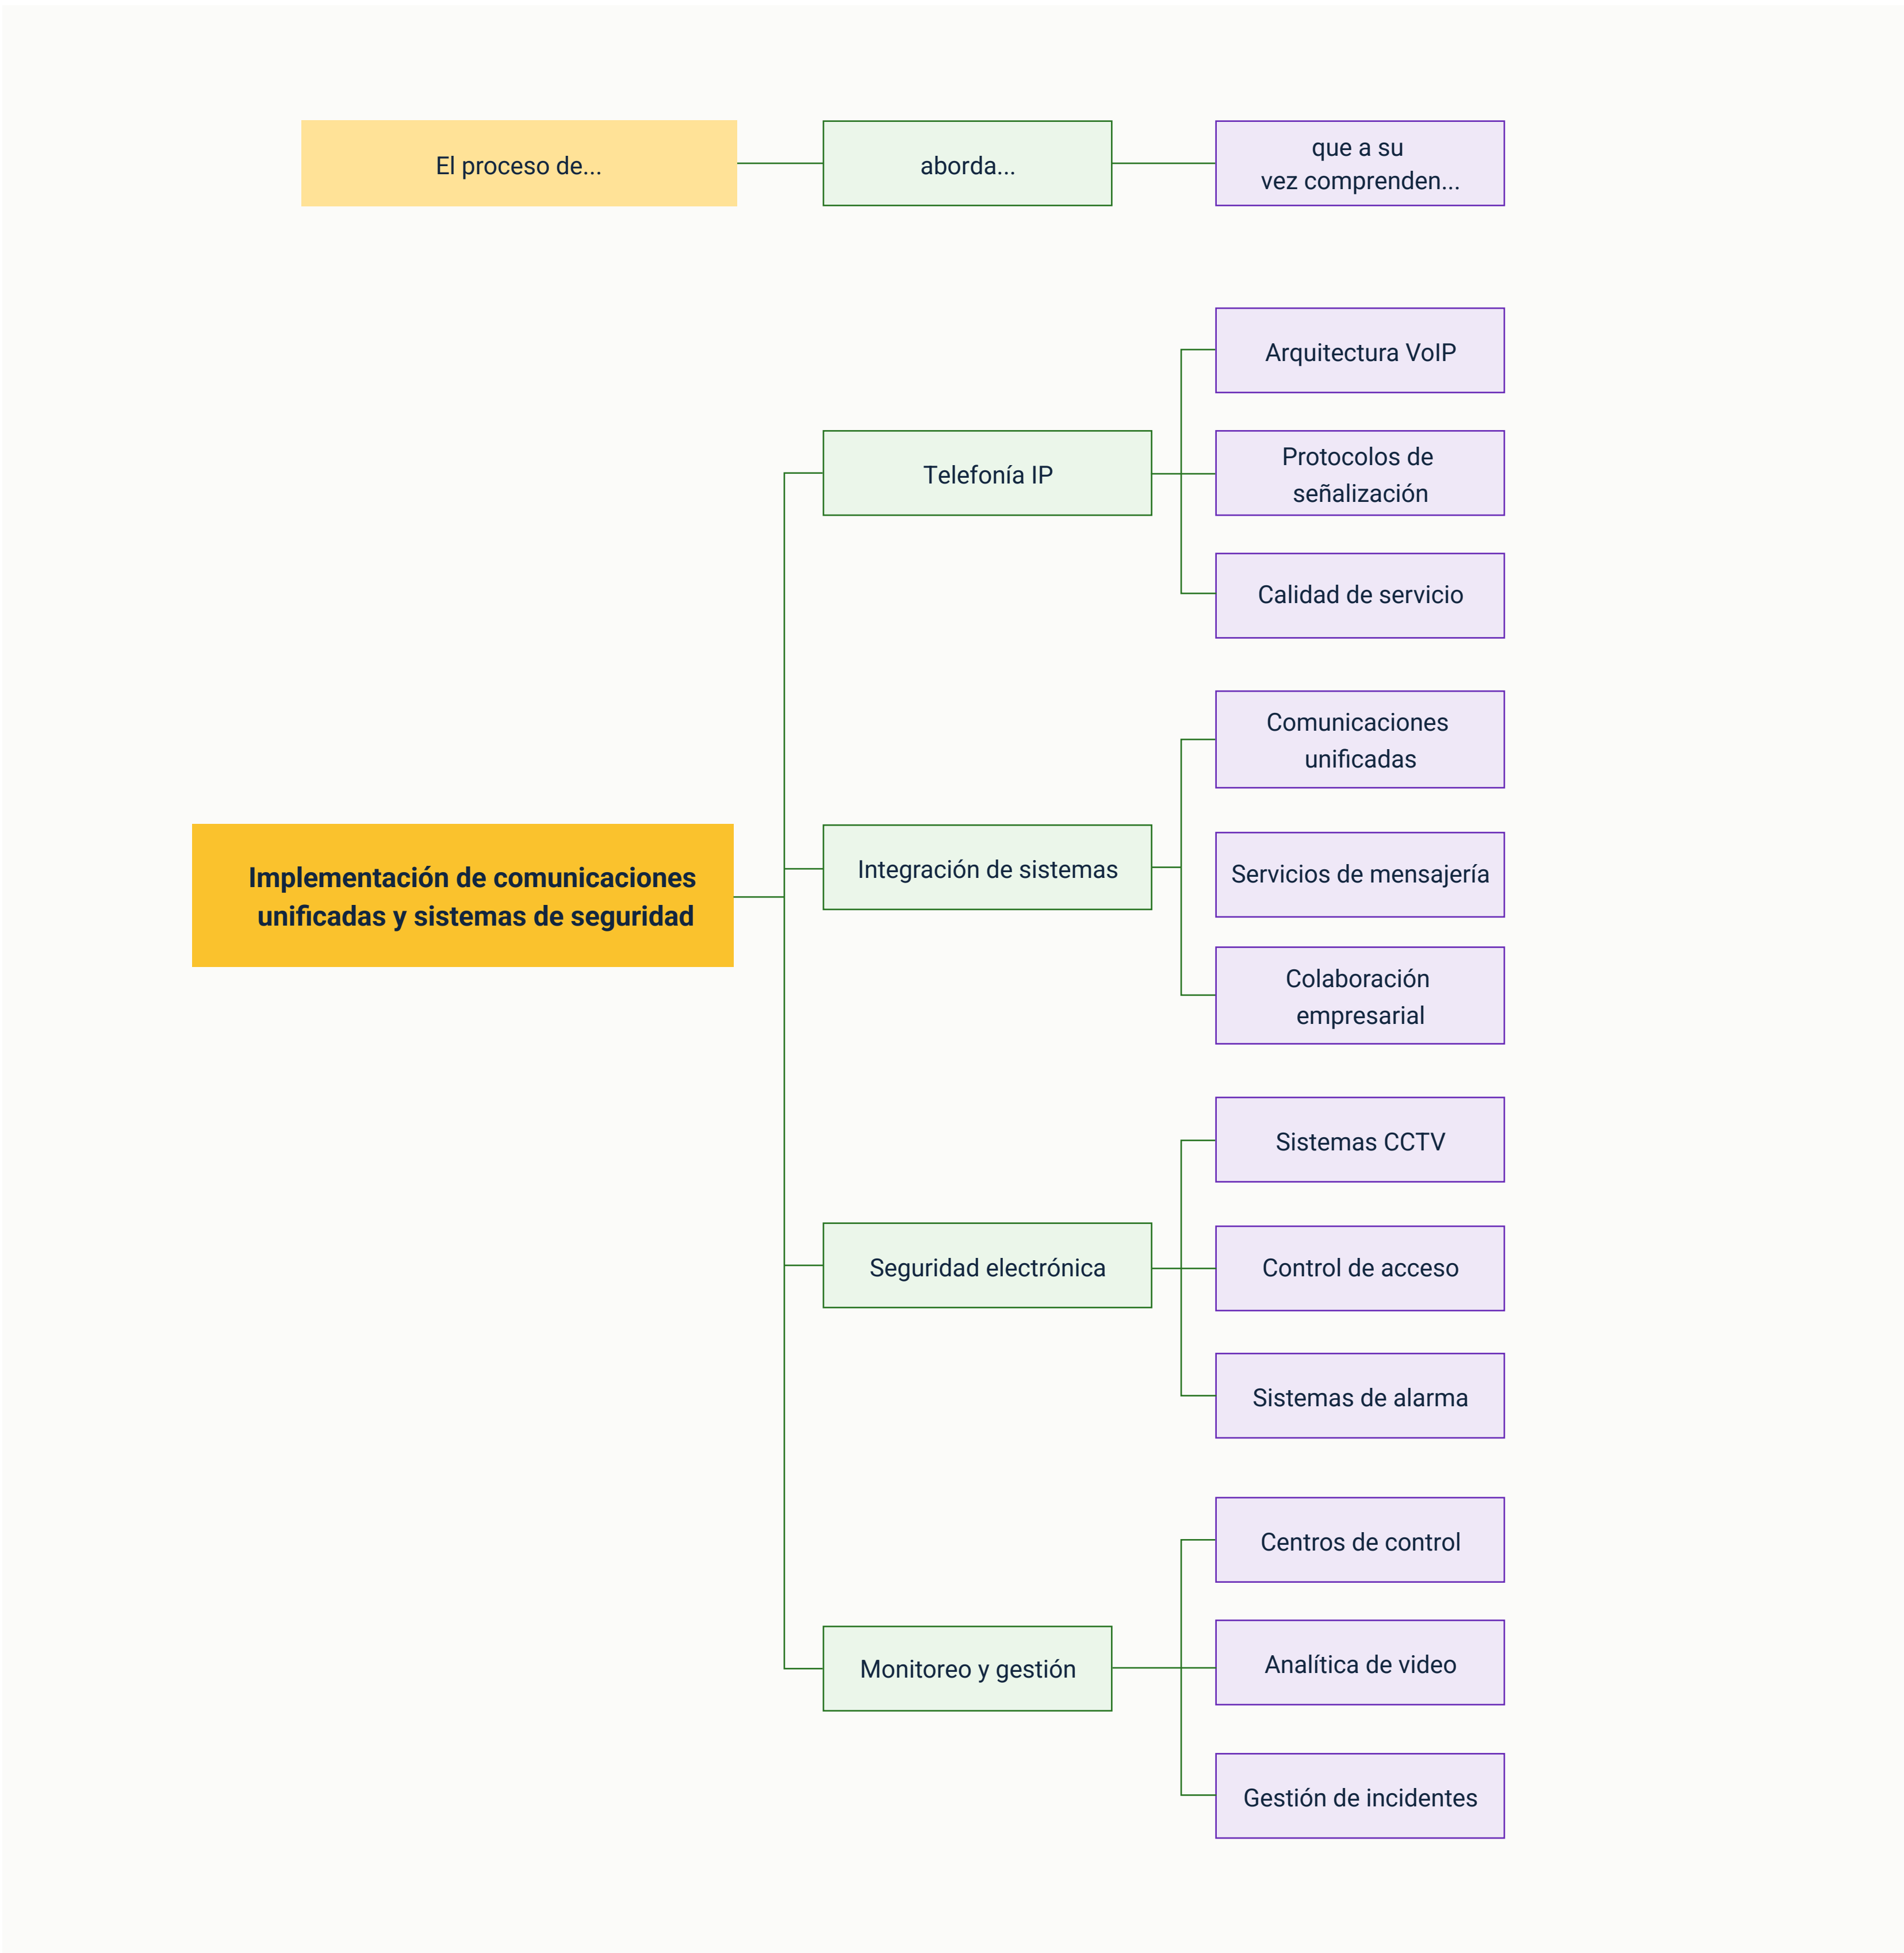 El proceso de...
aborda...
que a su
vez comprenden...
Arquitectura VoIP
Telefonía IP
Protocolos de
señalización
Calidad de servicio
Comunicaciones
unificadas
Implementación de comunicaciones
unificadas y sistemas de seguridad
Integración de sistemas
Servicios de mensajería
Colaboración
empresarial
Sistemas CCTV
Seguridad electrónica
Control de acceso
Sistemas de alarma
Centros de control
Monitoreo y gestión
Analítica de video
Gestión de incidentes